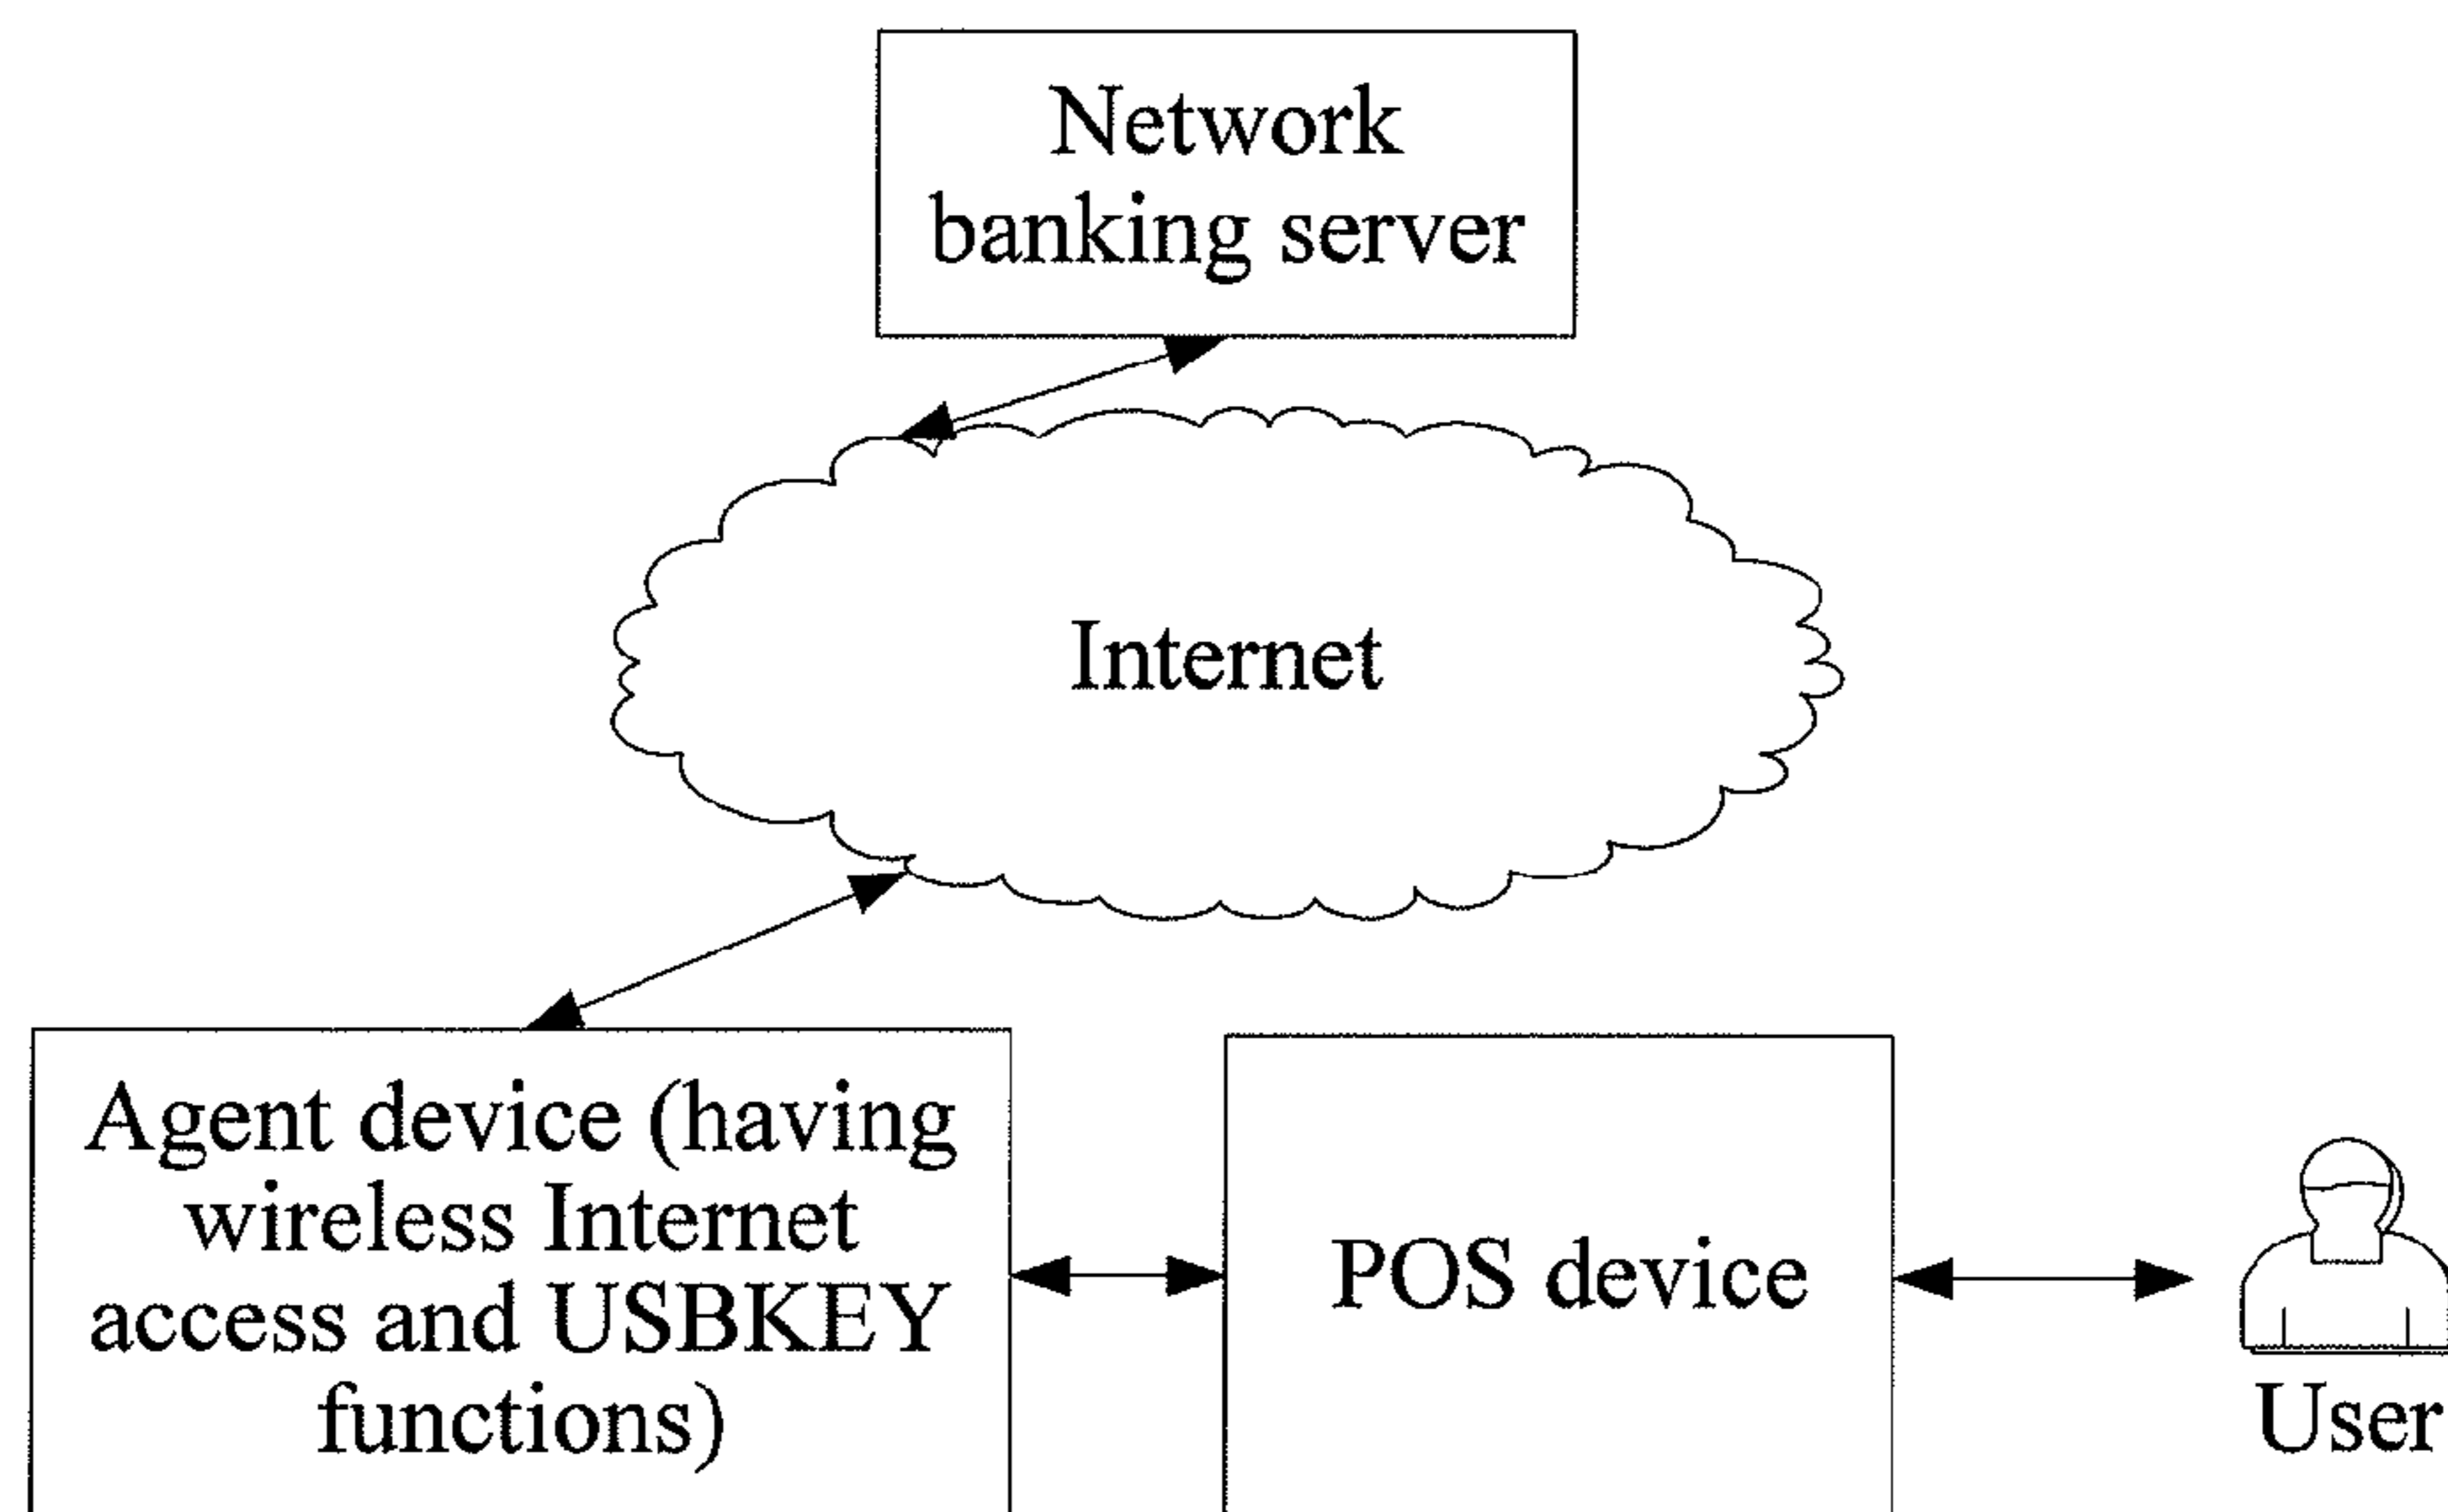 Network
banking server
Internet
Agent device (having
wireless Internet
access and USBKEY
functions)
POS device
User